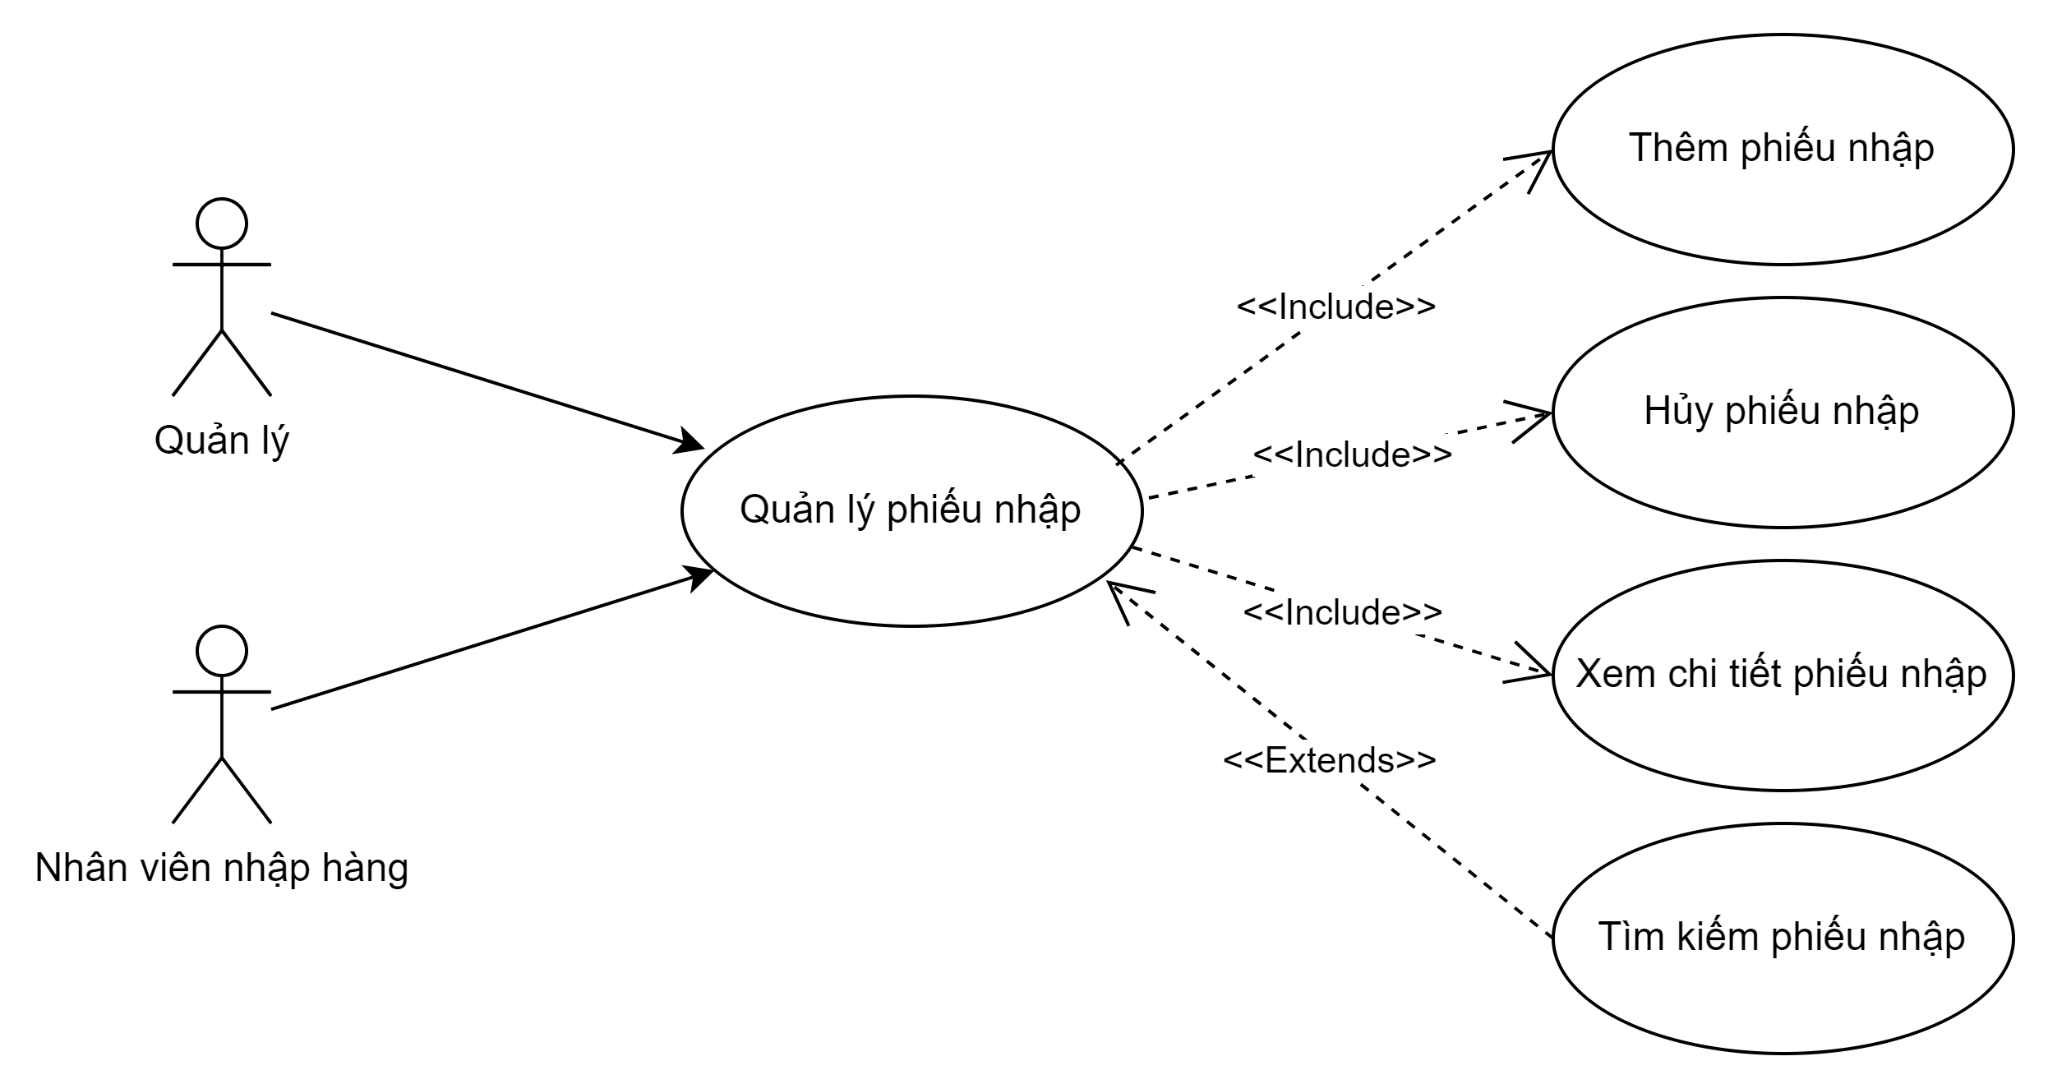 Quản lý
Nhân viên nhập hàng
Quản lý phiếu nhập
<<Include>>
<<Include>>
<<Include>>
<<Extends>>
Thêm phiếu nhập
Hủy phiếu nhập
Xem chi tiết phiếu nhập
Tìm kiếm phiếu nhập